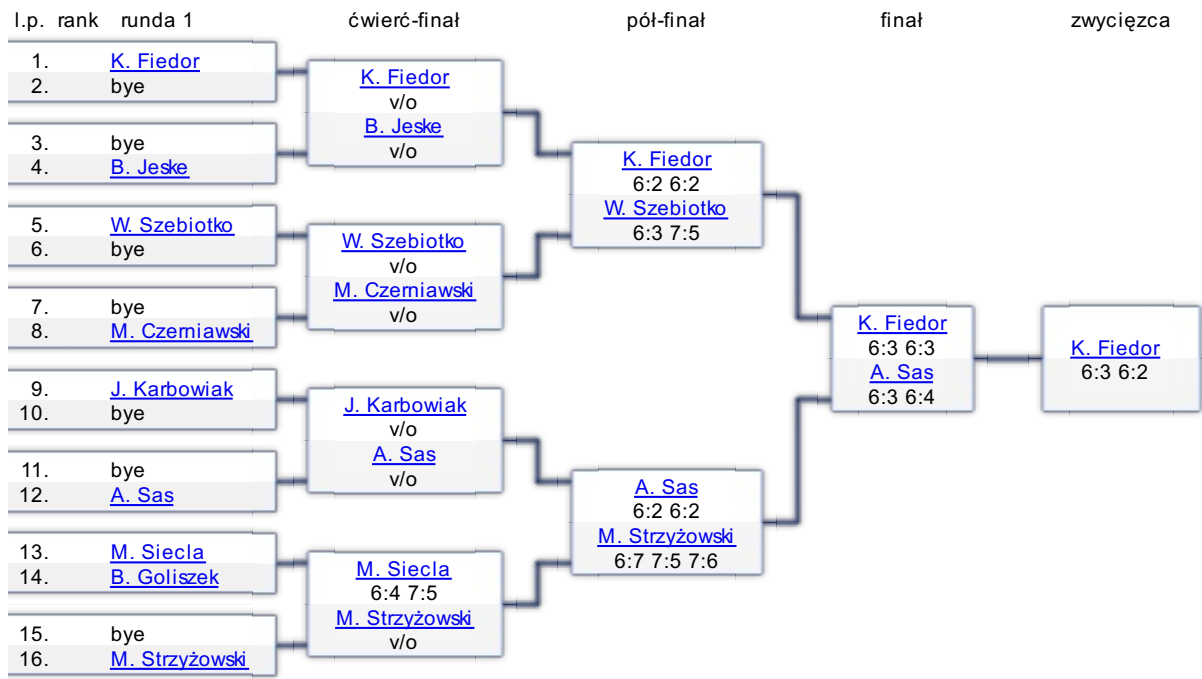 l.p. rank runda 1 ćwierć-finał pół-finał finał zwycięzca
1. K. Fiedor
2. bye
3. bye
4. B. Jeske
5. W. Szebiotko
6. bye
7. bye
8. M. Czerniawski
9. J. Karbowiak
10. bye
11. bye
12. A. Sas
13. M. Siecla
14. B. Goliszek
15. bye
16. M. Strzyżowski
K. Fiedor
v/o
B. Jeske
v/o
W. Szebiotko
v/o
M. Czerniawski
v/o
J. Karbowiak
v/o
A. Sas
v/o
M. Siecla
6:4 7:5
M. Strzyżowski
v/o
K. Fiedor
6:2 6:2
W. Szebiotko
6:3 7:5
A. Sas
6:2 6:2
M. Strzyżowski
6:7 7:5 7:6
K. Fiedor
6:3 6:3
A. Sas
6:3 6:4
K. Fiedor
6:3 6:2